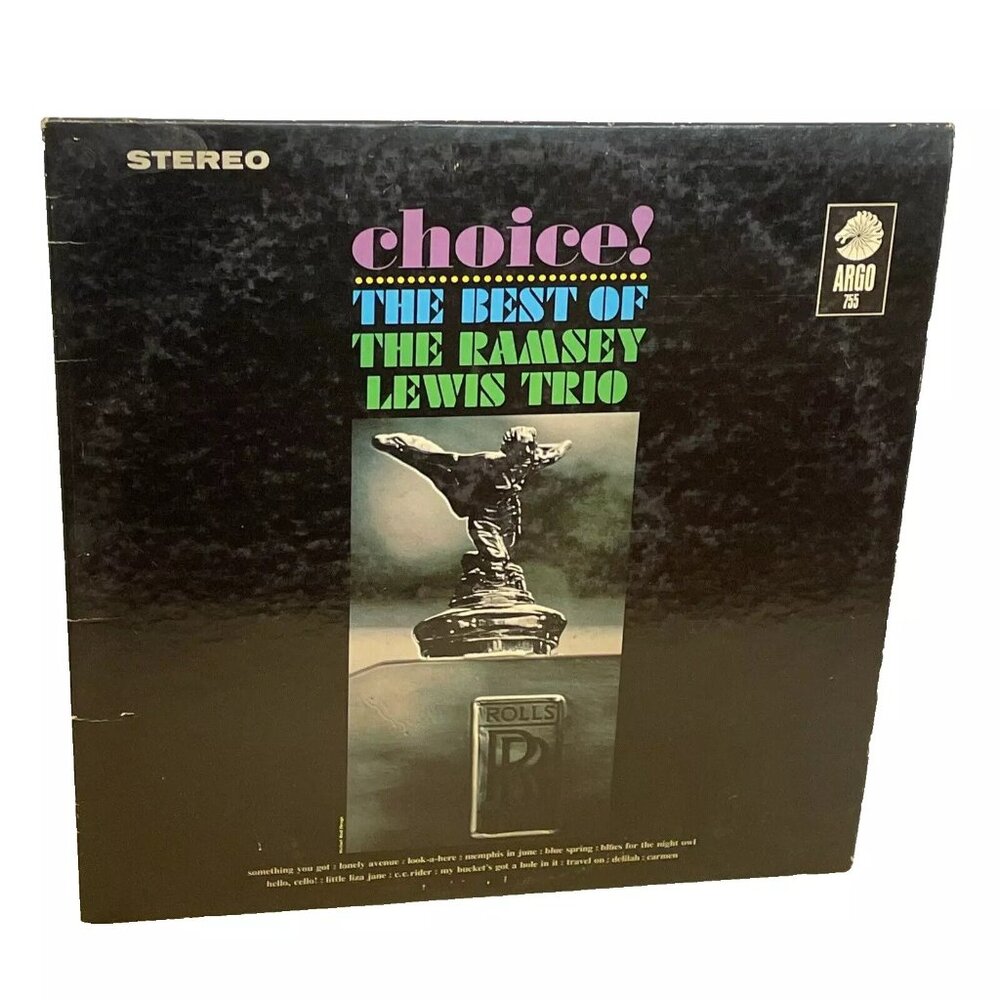 STEREO
choice!
THE BEST OF
THE RAMSEY
LEWIS TRIO
ARGO
755
ROLLS
RR
something you got : lonely avenue : look-a-here : memphis in june : blue spring : blues for the night owl
hello, cello! : little liza jane : c.c. rider : my bucket's got a hole in it : travel on : delilah : carmen